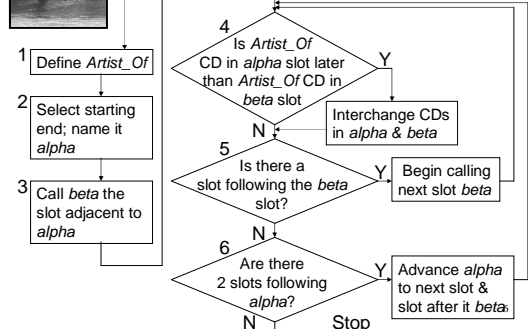 1
Define Artist_Of
2
Select starting
end; name it
alpha
3
Call beta the
slot adjacent to
alpha
4
Is Artist_Of
CD in alpha slot later
than Artist_Of CD in
beta slot
Y
Interchange CDs
in alpha & beta
N
5
Is there a
slot following the beta
slot?
Y
Begin calling
next slot beta
N
6
Are there
2 slots following
alpha?
Y
Advance alpha
to next slot &
slot after it beta
N
Stop